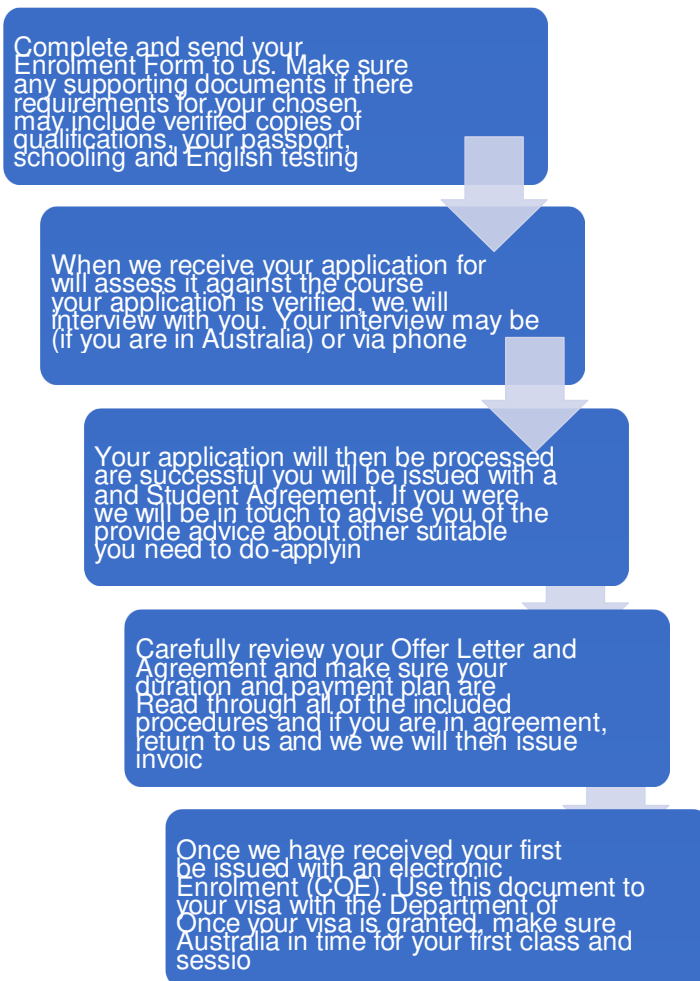 Complete and send your
Enrolment Form to us. Make sure
any supporting documents if there
requirements for your chosen
may include verified copies of
qualifications, your passport,
schooling and English testing
When we receive your application for
will assess it against the course
your application is verified, we will
interview with you. Your interview may be
(if you are in Australia) or via phone
Your application will then be processed
are successful you will be issued with a
and Student Agreement. If you were
we will be in touch to advise you of the
provide advice about other suitable
you need to do-applyin
Carefully review your Offer Letter and
Agreement and make sure your
duration and payment plan are
Read through all of the included
procedures and if you are in agreement,
return to us and we we will then issue
invoic
Once we have received your first
be issued with an electronic
Enrolment (COE). Use this document to
your visa with the Department of
Once your visa is granted, make sure
Australia in time for your first class and
sessio